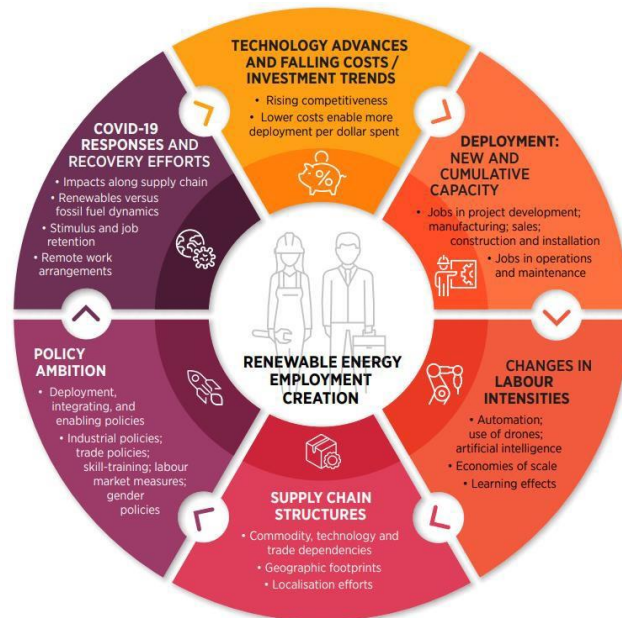 TECHNOLOGY ADVANCES
AND FALLING COSTS /
INVESTMENT TRENDS
• Rising competitiveness
• Lower costs enable more
deployment per dollar spent
DEPLOYMENT:
NEW AND
CUMULATIVE
CAPACITY
• Jobs in project development;
manufacturing; sales;
construction and installation
• Jobs in operations
and maintenance
CHANGES IN
LABOUR
INTENSITIES
• Automation;
use of drones;
artificial intelligence
• Economies of scale
• Learning effects
SUPPLY CHAIN
STRUCTURES
• Commodity, technology and
trade dependencies
• Geographic footprints
• Localisation efforts
POLICY
AMBITION
• Deployment,
integrating, and
enabling policies
• Industrial policies;
trade policies;
skill-training; labour
market measures;
gender
policies
COVID-19
RESPONSES AND
RECOVERY EFFORTS
• Impacts along supply chain
• Renewables versus
fossil fuel dynamics
• Stimulus and job
retention
• Remote work
arrangements
RENEWABLE ENERGY
EMPLOYMENT
CREATION
%